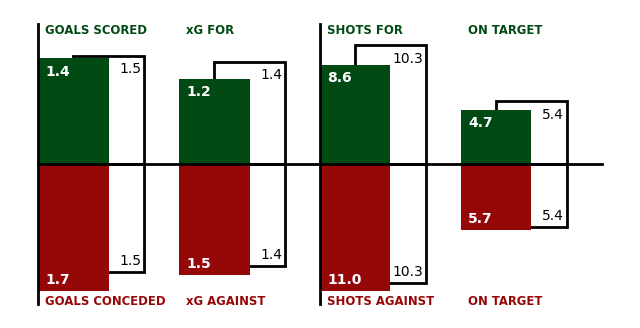 GOALS SCORED xG FOR SHOTS FOR ON TARGET
1.4 1.5 1.2 1.4 8.6 10.3 4.7 5.4
1.7 1.5 1.5 1.4 11.0 10.3 5.7 5.4
GOALS CONCEDED xG AGAINST SHOTS AGAINST ON TARGET